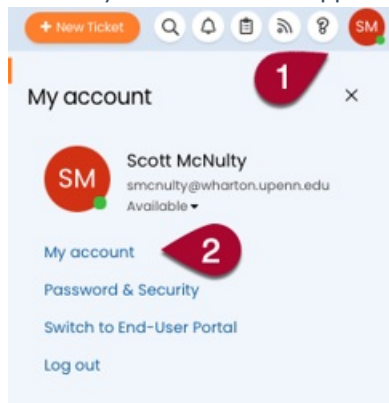 + New Ticket SM
1
My account ×
SM
Scott McNulty
smcnulty@wharton.upenn.edu
Available
My account 2
Password & Security
Switch to End-User Portal
Log out